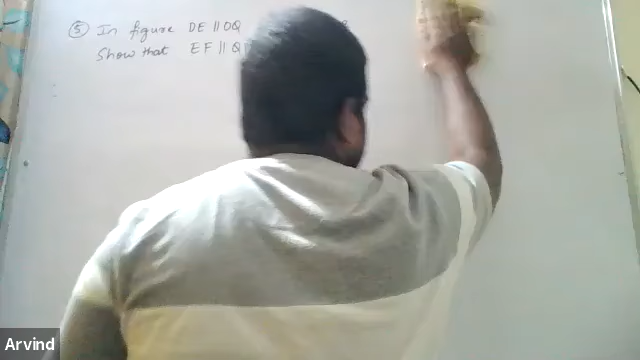 ⑤ In figure DE || OQ
Show that EF || Q
Arvind